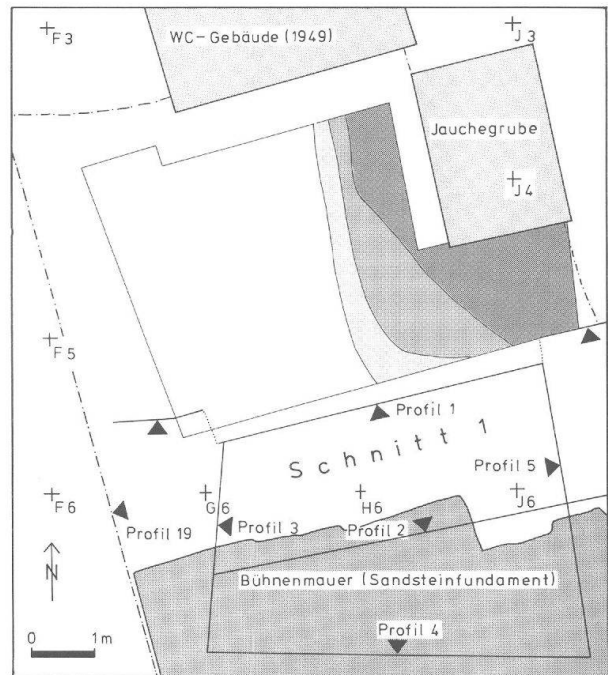 F3
WC-Gebäude (1949)
J3
Jauchegrube
J4
F5
Profil 1
Schnitt 1
Profil 5
F6
G6
H6
J6
Profil 19
Profil 3
Profil 2
N
Bühnenmauer (Sandsteinfundament)
Profil 4
0 1m